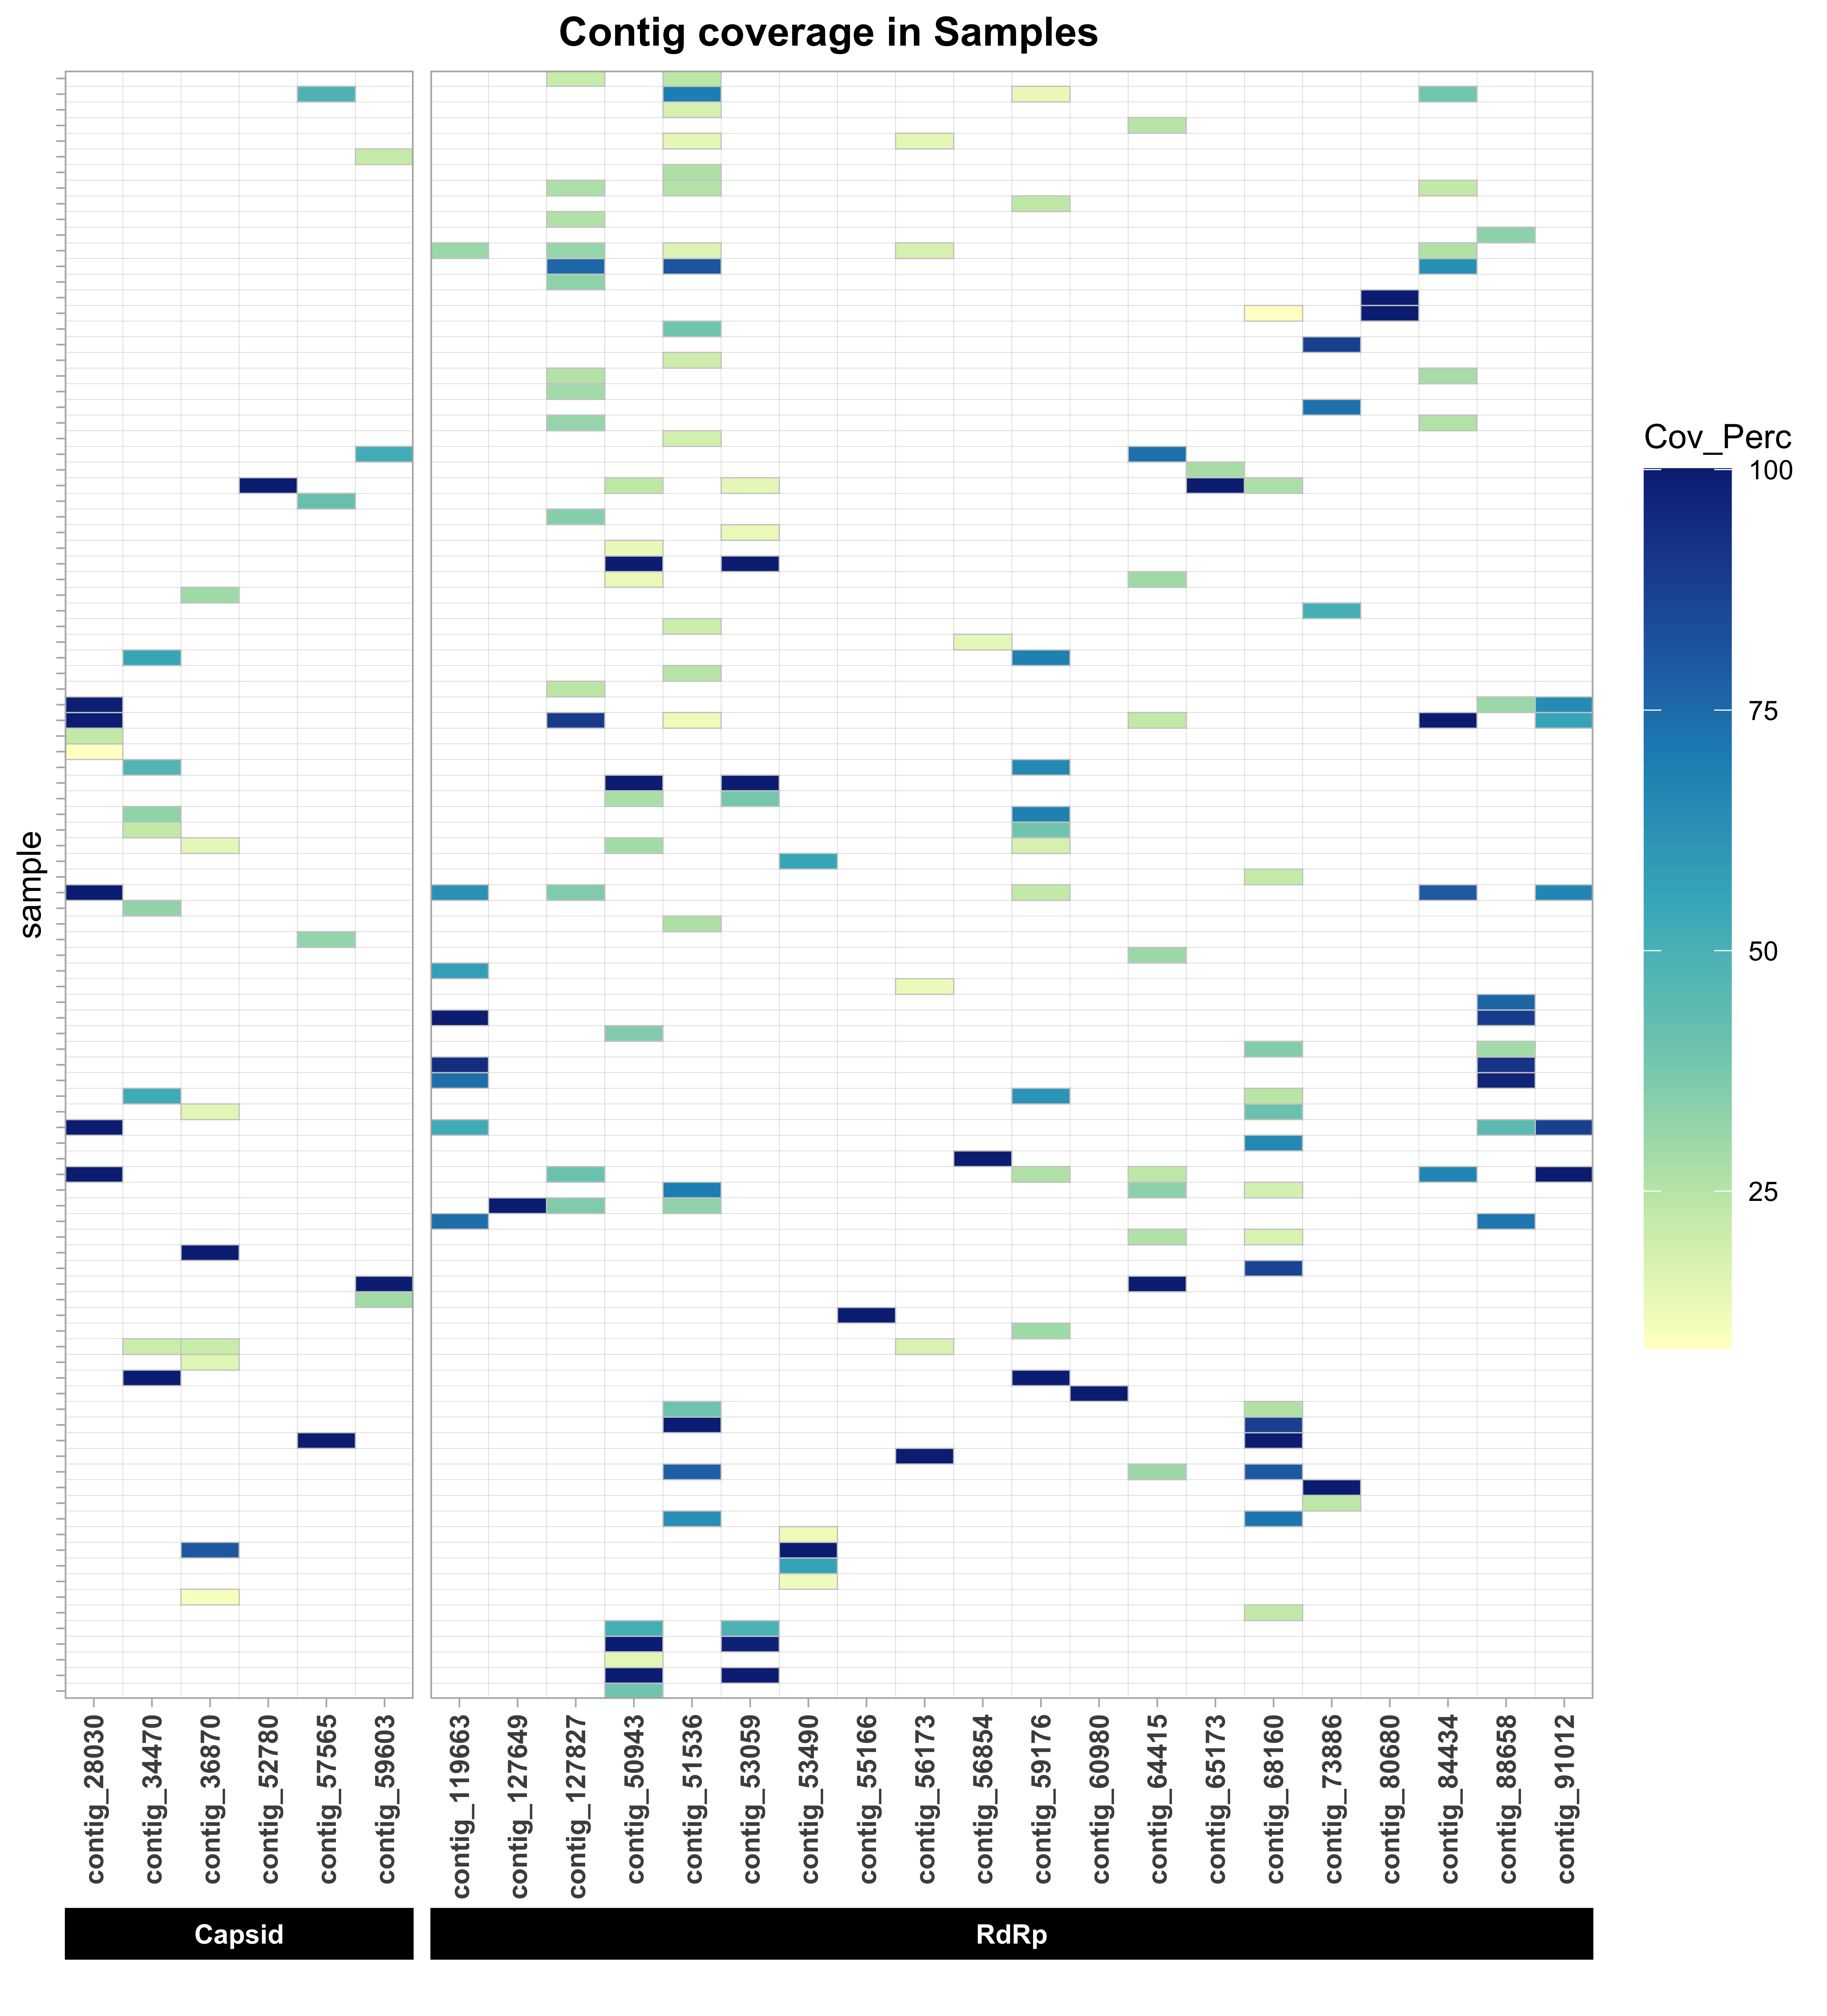 Contig coverage in Samples
sample
Cov_Perc
100
75
50
25
contig_28030
contig_34470
contig_36870
contig_52780
contig_57565
contig_59603
contig_119663
contig_127649
contig_127827
contig_50943
contig_51536
contig_53059
contig_53490
contig_55166
contig_56173
contig_56854
contig_59176
contig_60980
contig_64415
contig_65173
contig_68160
contig_73886
contig_80680
contig_84434
contig_88658
contig_91012
Capsid
RdRp